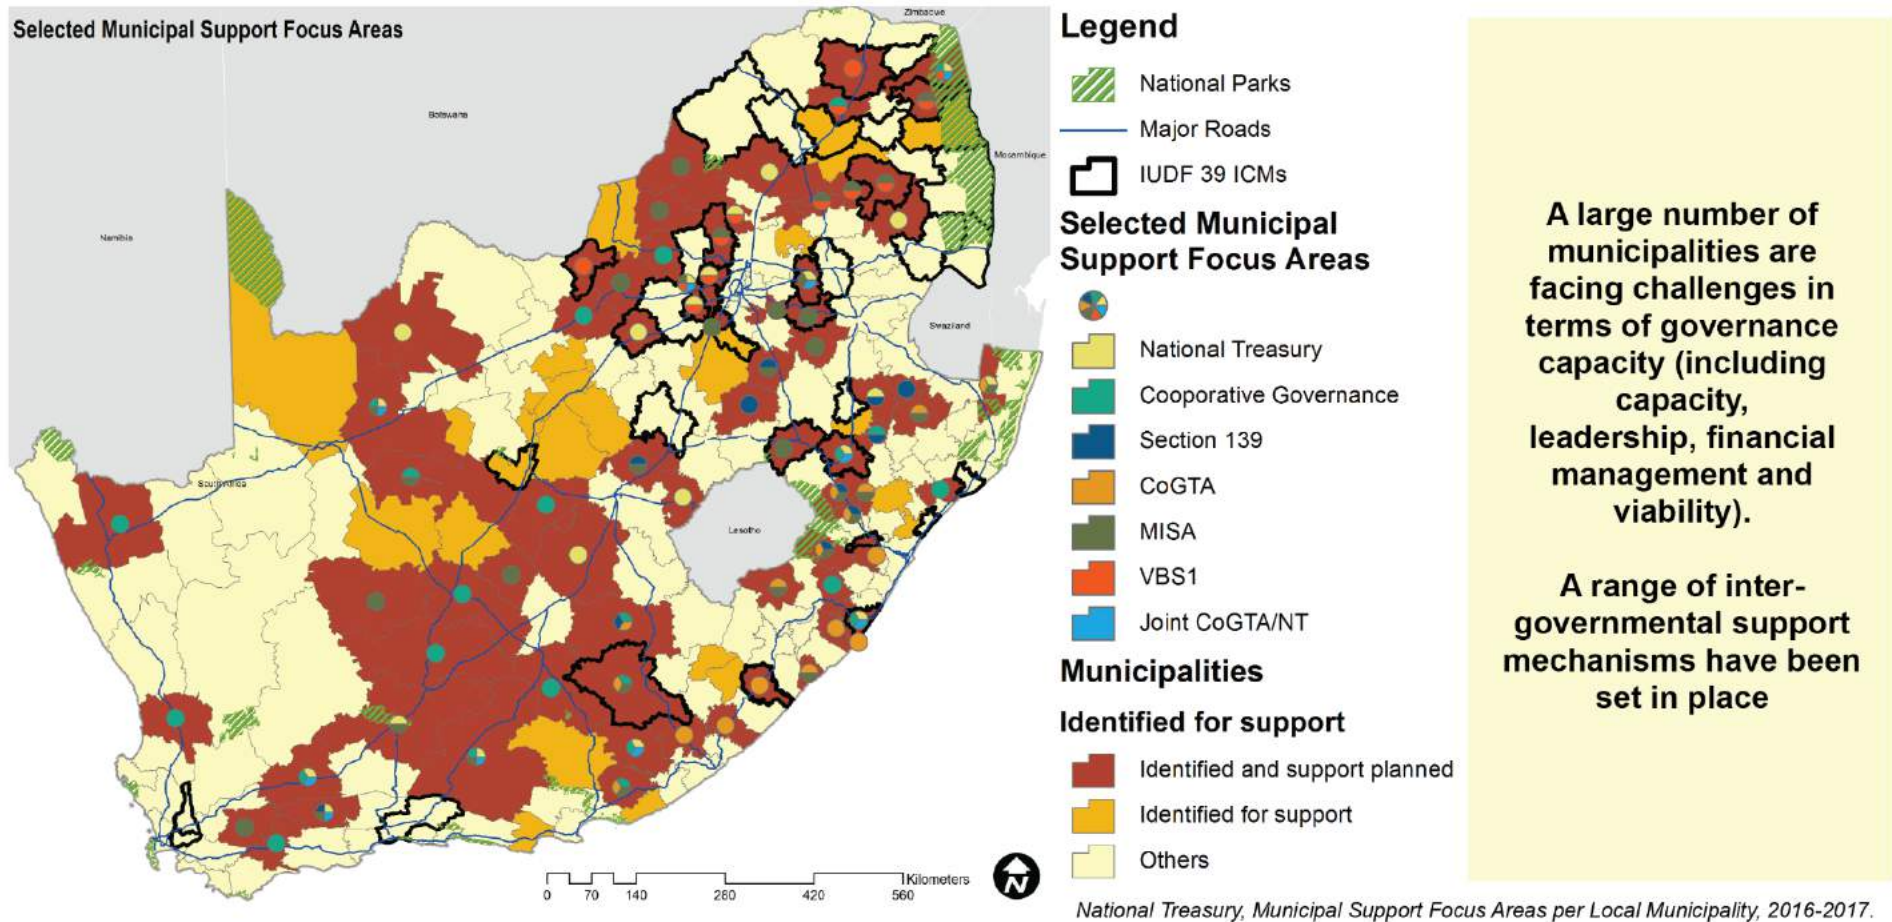 Selected Municipal Support Focus Areas
Zimbabwe
Botswana
Mozambique
Namibia
Swaziland
South Africa
Lesotho
0 70 140 280 420 560
Kilometers
N
Legend
National Parks
Major Roads
IUDF 39 ICMs
Selected Municipal
Support Focus Areas
National Treasury
Cooporative Governance
Section 139
CoGTA
MISA
VBS1
Joint CoGTA/NT
Municipalities
Identified for support
Identified and support planned
Identified for support
Others
A large number of
municipalities are
facing challenges in
terms of governance
capacity (including
capacity,
leadership, financial
management and
viability).
A range of inter-
governmental support
mechanisms have been
set in place
National Treasury, Municipal Support Focus Areas per Local Municipality, 2016-2017.